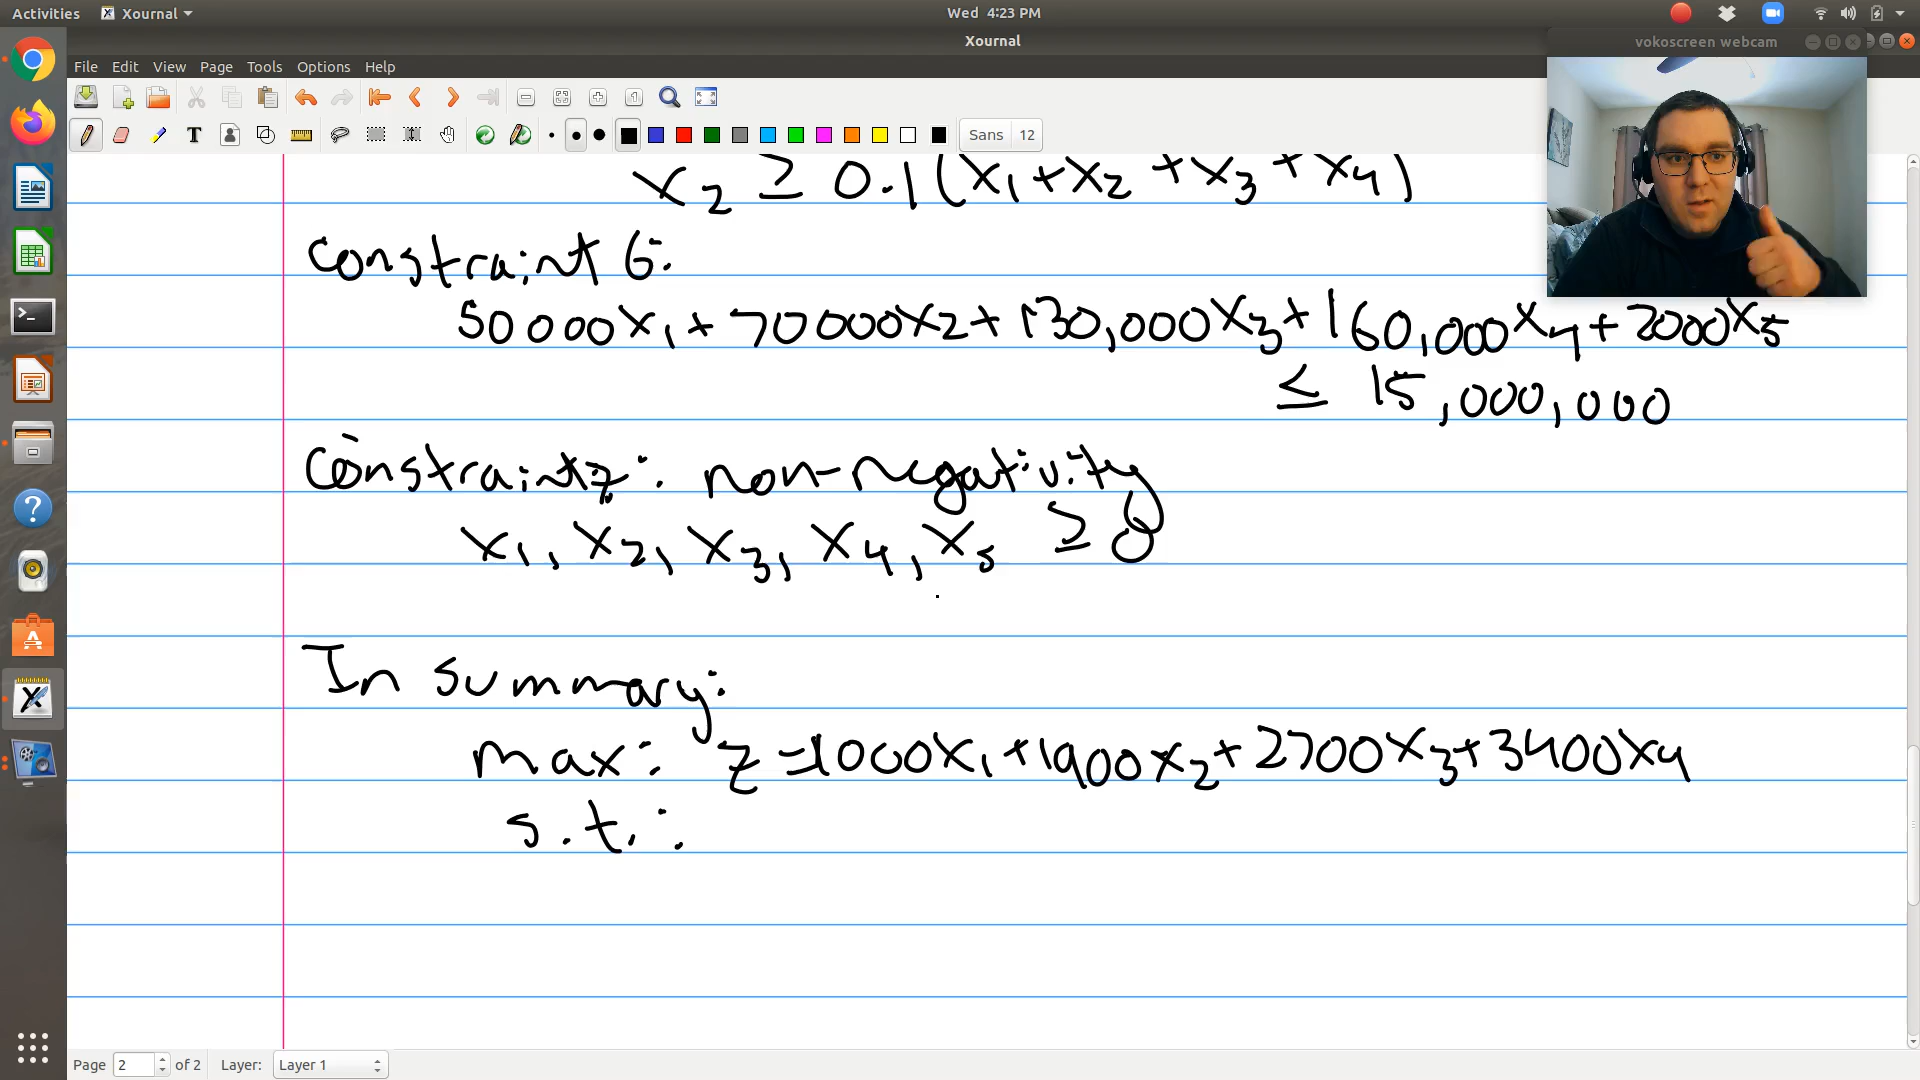 Activities Xournal Wed 4:23 PM
Xournal
vokoscreen webcam
File Edit View Page Tools Options Help
Sans 12
x2 ≥ 0.1(x1+x2+x3+x4)
Constraint 6:
50000x1+70000x2+130,000x3+160,000x4+2000x5
≤ 15,000,000
Constraint 7: non-negativity
x1, x2, x3, x4, x5 ≥ 0
In summary:
max: z=1000x1+1900x2+2700x3+3400x4
s.t.:
Page 2 of 2 Layer: Layer 1